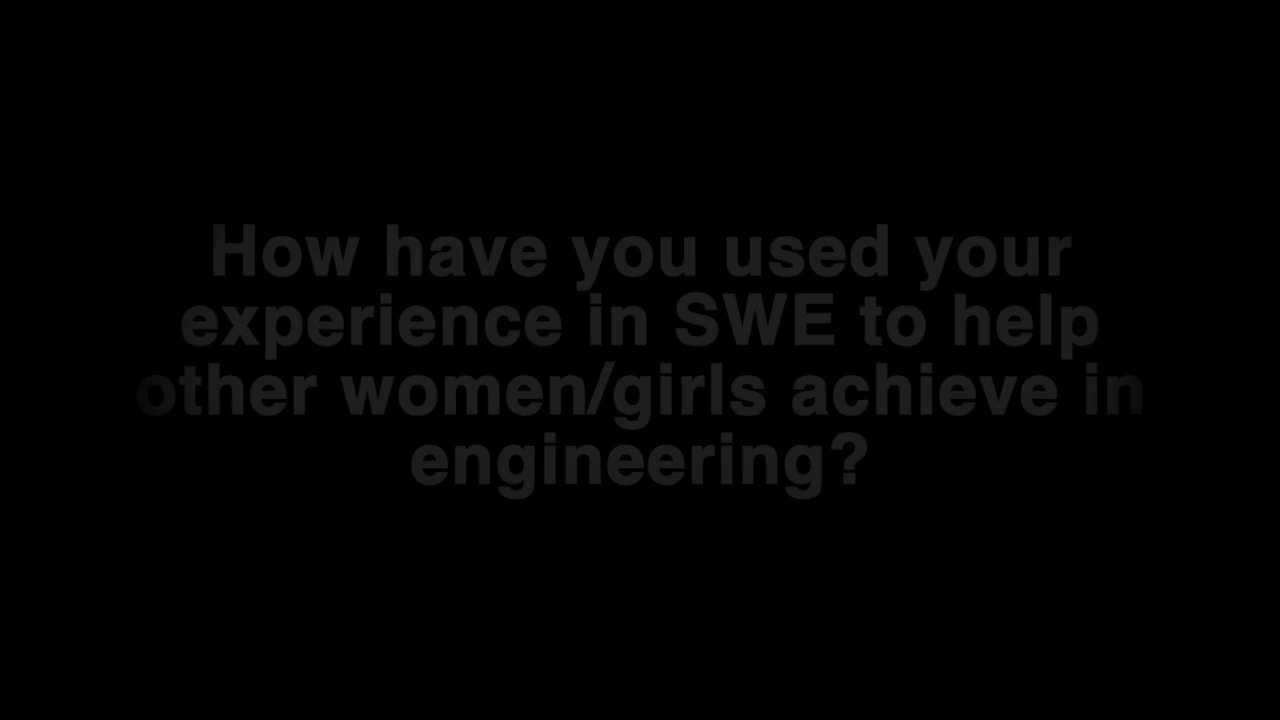 How have you used your
experience in SWE to help
other women/girls achieve in
engineering?